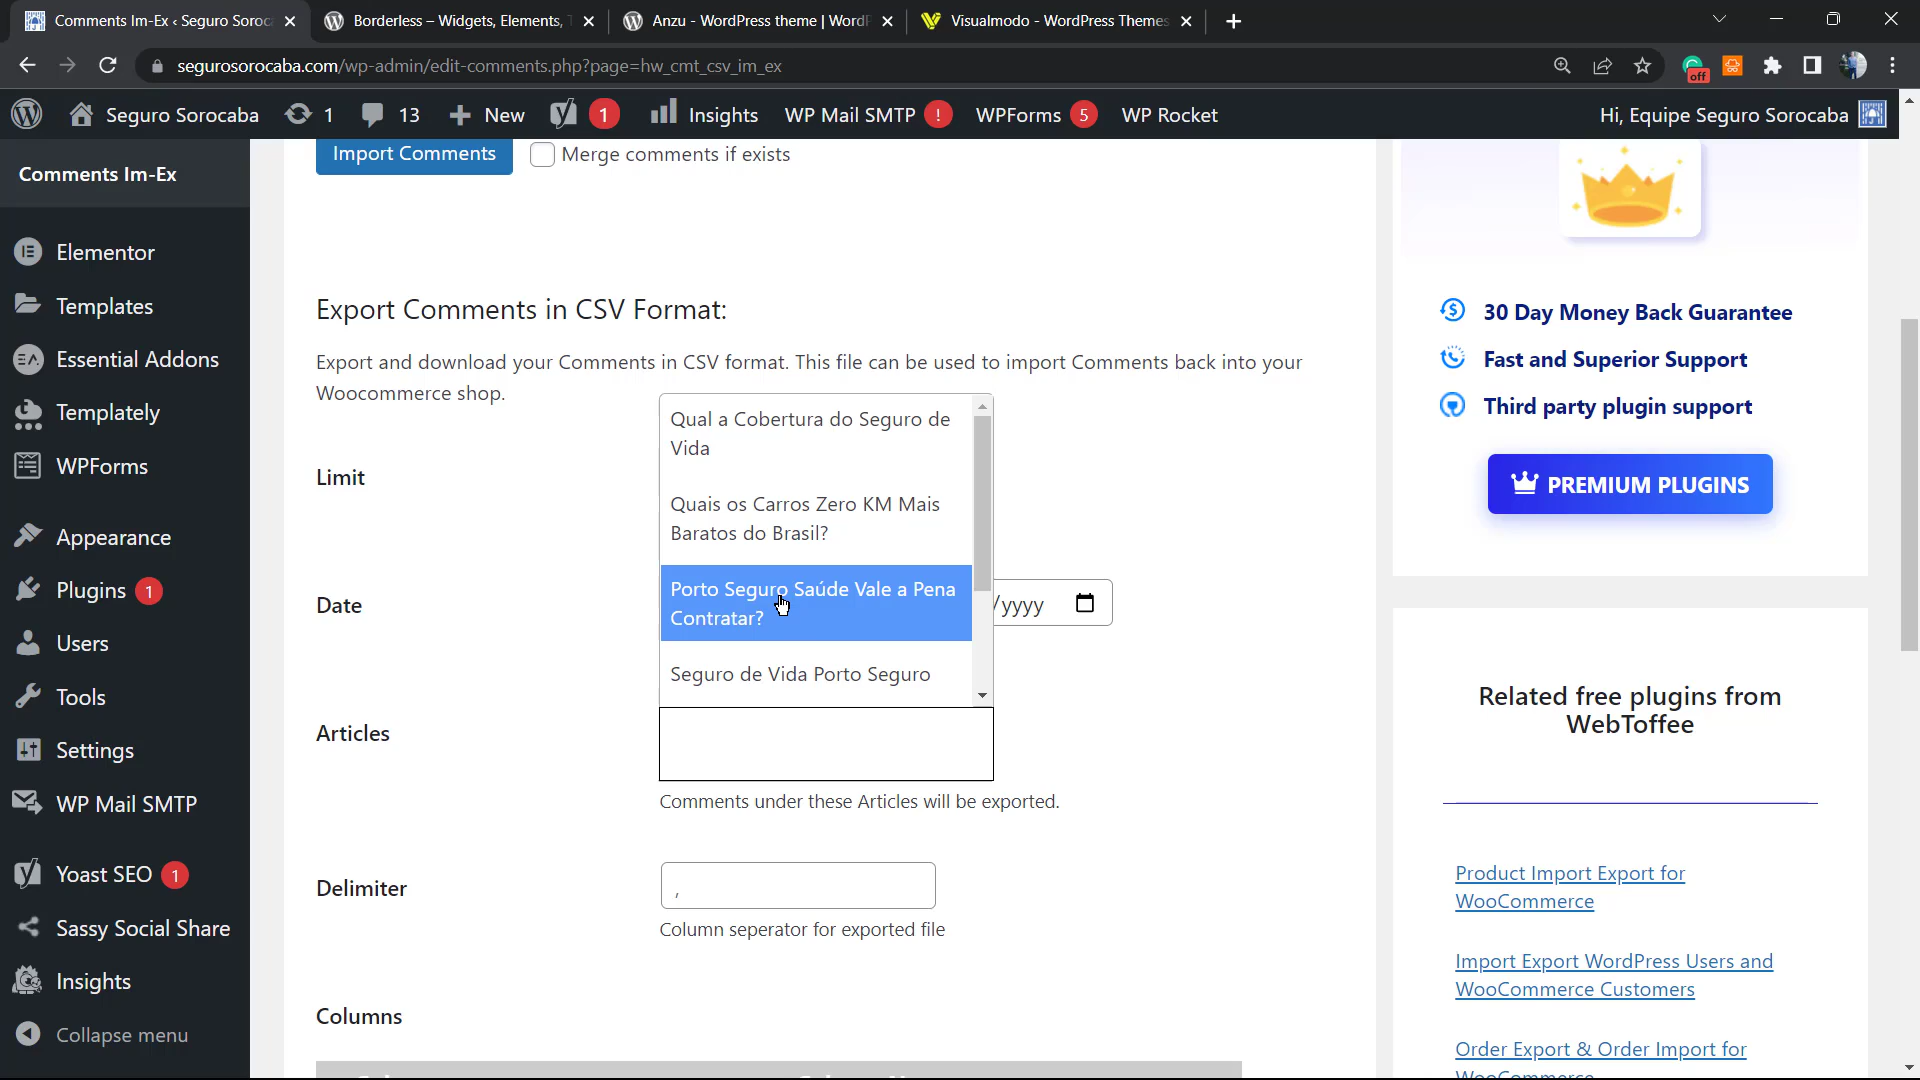 Comments Im-Ex ‹ Seguro Soroc
Borderless – Widgets, Elements,
Anzu - WordPress theme | Word
Visualmodo - WordPress Themes
segurosorocaba.com/wp-admin/edit-comments.php?page=hw_cmt_csv_im_ex
off
Seguro Sorocaba
1
13
New
1
Insights
WP Mail SMTP !
WPForms 5
WP Rocket
Hi, Equipe Seguro Sorocaba
Comments Im-Ex
Elementor
Templates
Essential Addons
Templately
WPForms
Appearance
Plugins 1
Users
Tools
Settings
WP Mail SMTP
Yoast SEO 1
Sassy Social Share
Insights
Collapse menu
Import Comments
Merge comments if exists
Export Comments in CSV Format:
Export and download your Comments in CSV format. This file can be used to import Comments back into your
Woocommerce shop.
Limit
Qual a Cobertura do Seguro de
Vida
Quais os Carros Zero KM Mais
Baratos do Brasil?
Porto Seguro Saúde Vale a Pena
Contratar?
Seguro de Vida Porto Seguro
Date
/yyyy
Articles
Comments under these Articles will be exported.
Delimiter
,
Column seperator for exported file
Columns
30 Day Money Back Guarantee
Fast and Superior Support
Third party plugin support
PREMIUM PLUGINS
Related free plugins from
WebToffee
Product Import Export for
WooCommerce
Import Export WordPress Users and
WooCommerce Customers
Order Export & Order Import for
WooCommerce